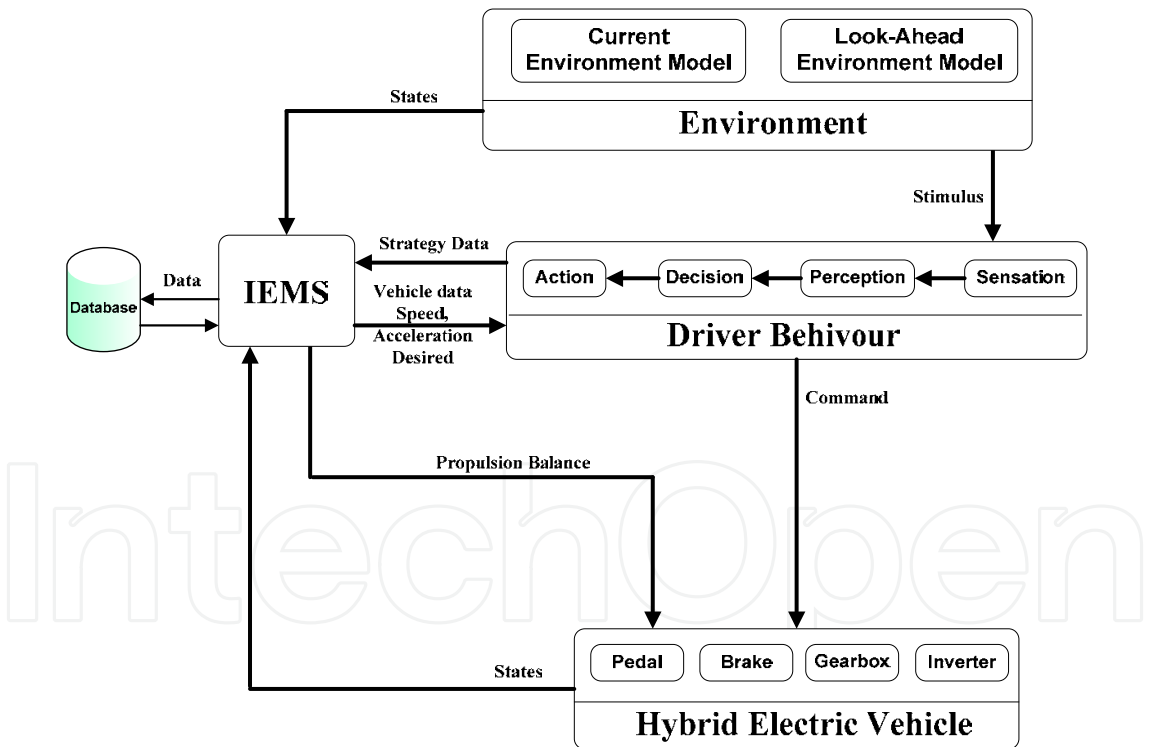 Current
Environment Model
Look-Ahead
Environment Model
Environment
States
Stimulus
Strategy Data
Action
Decision
Perception
Sensation
Driver Behivour
Database
Data
IEMS
Vehicle data
Speed,
Acceleration
Desired
Command
Propulsion Balance
IntechOpen
States
Pedal
Brake
Gearbox
Inverter
Hybrid Electric Vehicle